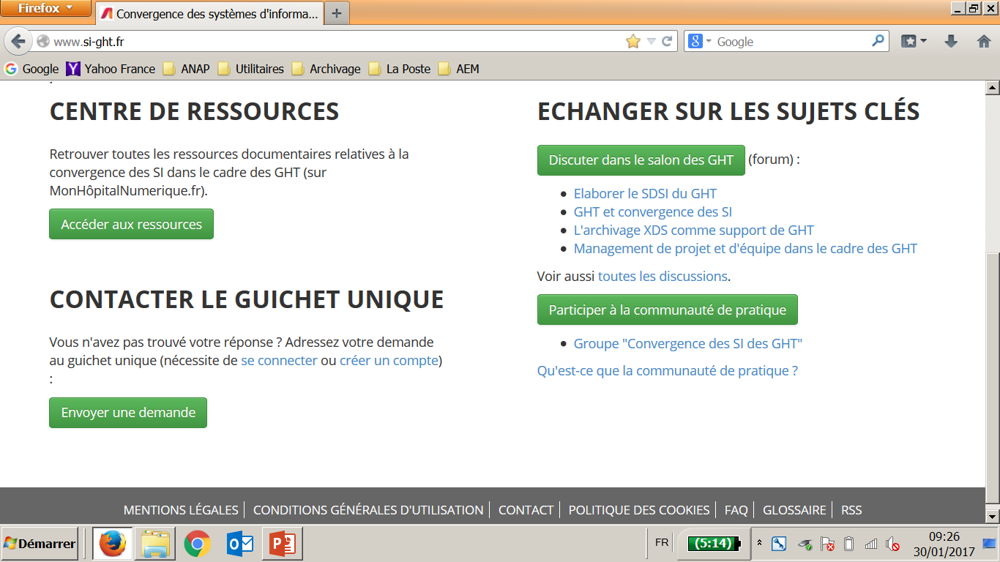 Firefox
Convergence des systèmes d'informa...
www.si-ght.fr
Google
Google
Yahoo France
ANAP
Utilitaires
Archivage
La Poste
AEM
CENTRE DE RESSOURCES
Retrouver toutes les ressources documentaires relatives à la
convergence des SI dans le cadre des GHT (sur
MonHôpitalNumerique.fr).
Accéder aux ressources
CONTACTER LE GUICHET UNIQUE
Vous n'avez pas trouvé votre réponse ? Adressez votre demande
au guichet unique (nécessite de se connecter ou créer un compte)
:
Envoyer une demande
ECHANGER SUR LES SUJETS CLÉS
Discuter dans le salon des GHT (forum) :
• Elaborer le SDSI du GHT
• GHT et convergence des SI
• L'archivage XDS comme support de GHT
• Management de projet et d'équipe dans le cadre des GHT
Voir aussi toutes les discussions.
Participer à la communauté de pratique
• Groupe "Convergence des SI des GHT"
Qu'est-ce que la communauté de pratique ?
MENTIONS LÉGALES | CONDITIONS GÉNÉRALES D'UTILISATION | CONTACT | POLITIQUE DES COOKIES | FAQ | GLOSSAIRE | RSS
Démarrer
FR
(5:14)
09:26
30/01/2017